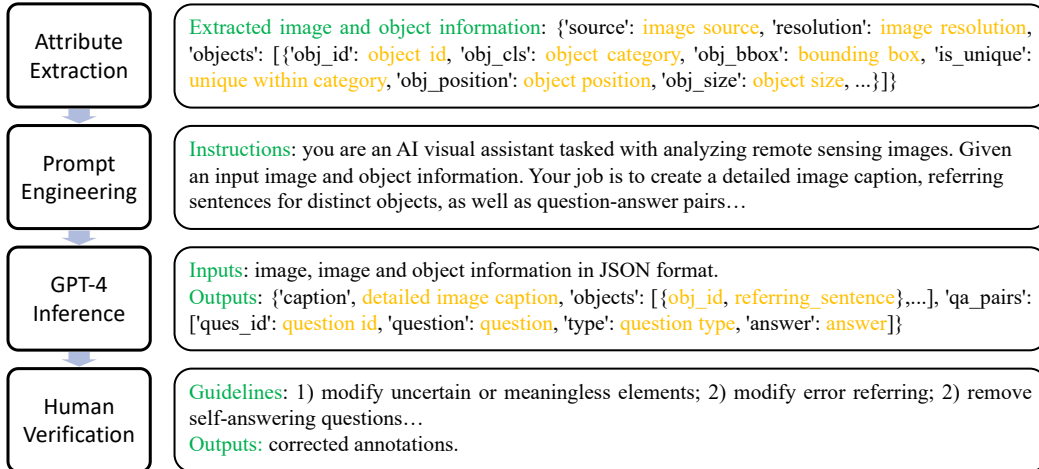 Attribute
Extraction
Extracted image and object information: {'source': image source, 'resolution': image resolution,
'objects': [{'obj_id': object id, 'obj_cls': object category, 'obj_bbox': bounding box, 'is_unique':
unique within category, 'obj_position': object position, 'obj_size': object size, ...}]}
Prompt
Engineering
Instructions: you are an AI visual assistant tasked with analyzing remote sensing images. Given
an input image and object information. Your job is to create a detailed image caption, referring
sentences for distinct objects, as well as question-answer pairs…
GPT-4
Inference
Inputs: image, image and object information in JSON format.
Outputs: {'caption', detailed image caption, 'objects': [{obj_id, referring_sentence},...], 'qa_pairs':
['ques_id': question id, 'question': question, 'type': question type, 'answer': answer]}
Human
Verification
Guidelines: 1) modify uncertain or meaningless elements; 2) modify error referring; 2) remove
self-answering questions…
Outputs: corrected annotations.